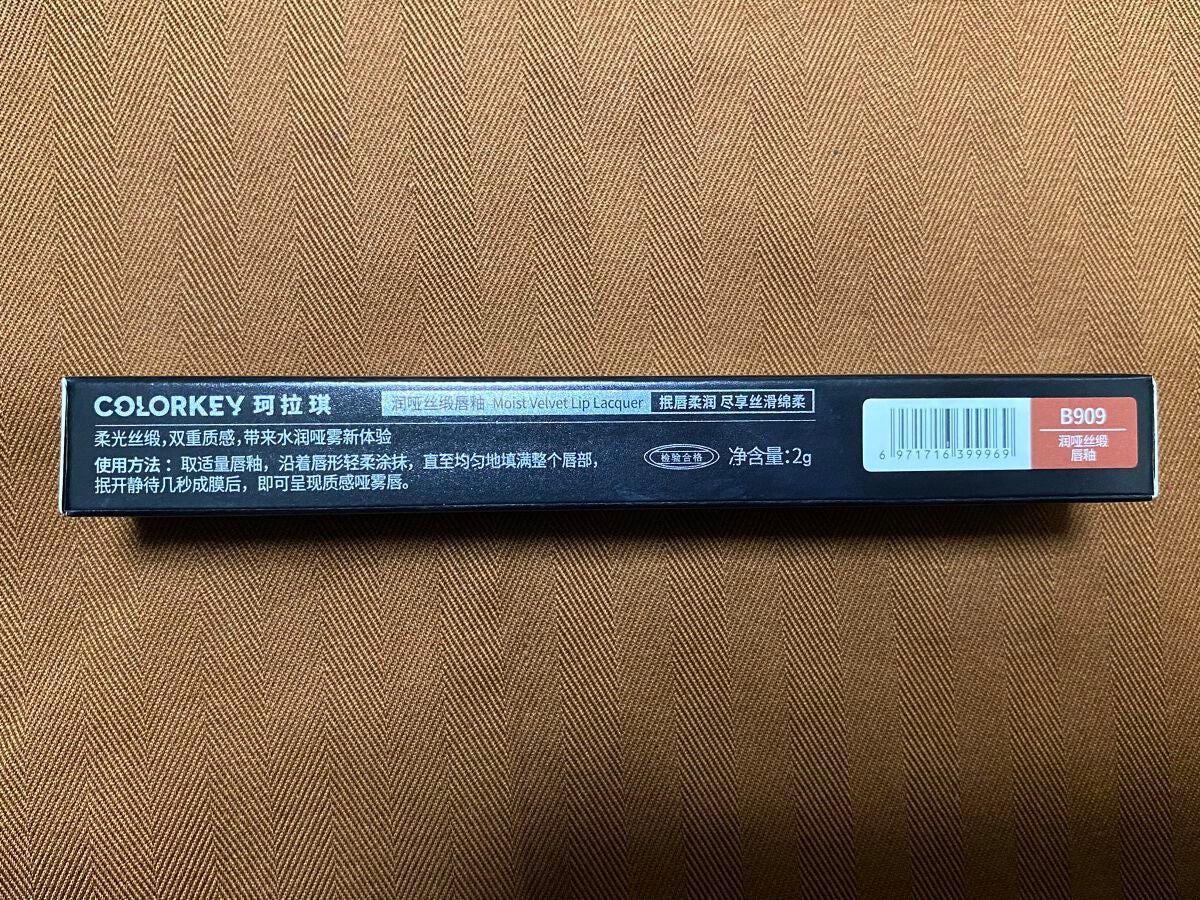 COLORKEY 珂拉琪
润哑丝缎唇釉 Moist Velvet Lip Lacquer 抿唇柔润 尽享丝滑绵柔
柔光丝缎,双重质感,带来水润哑雾新体验
使用方法：取适量唇釉，沿着唇形轻柔涂抹，直至均匀地填满整个唇部，
抿开静待几秒成膜后，即可呈现质感哑雾唇。
检验合格
净含量:2g
6 971716 399969
B909
润哑丝缎
唇釉